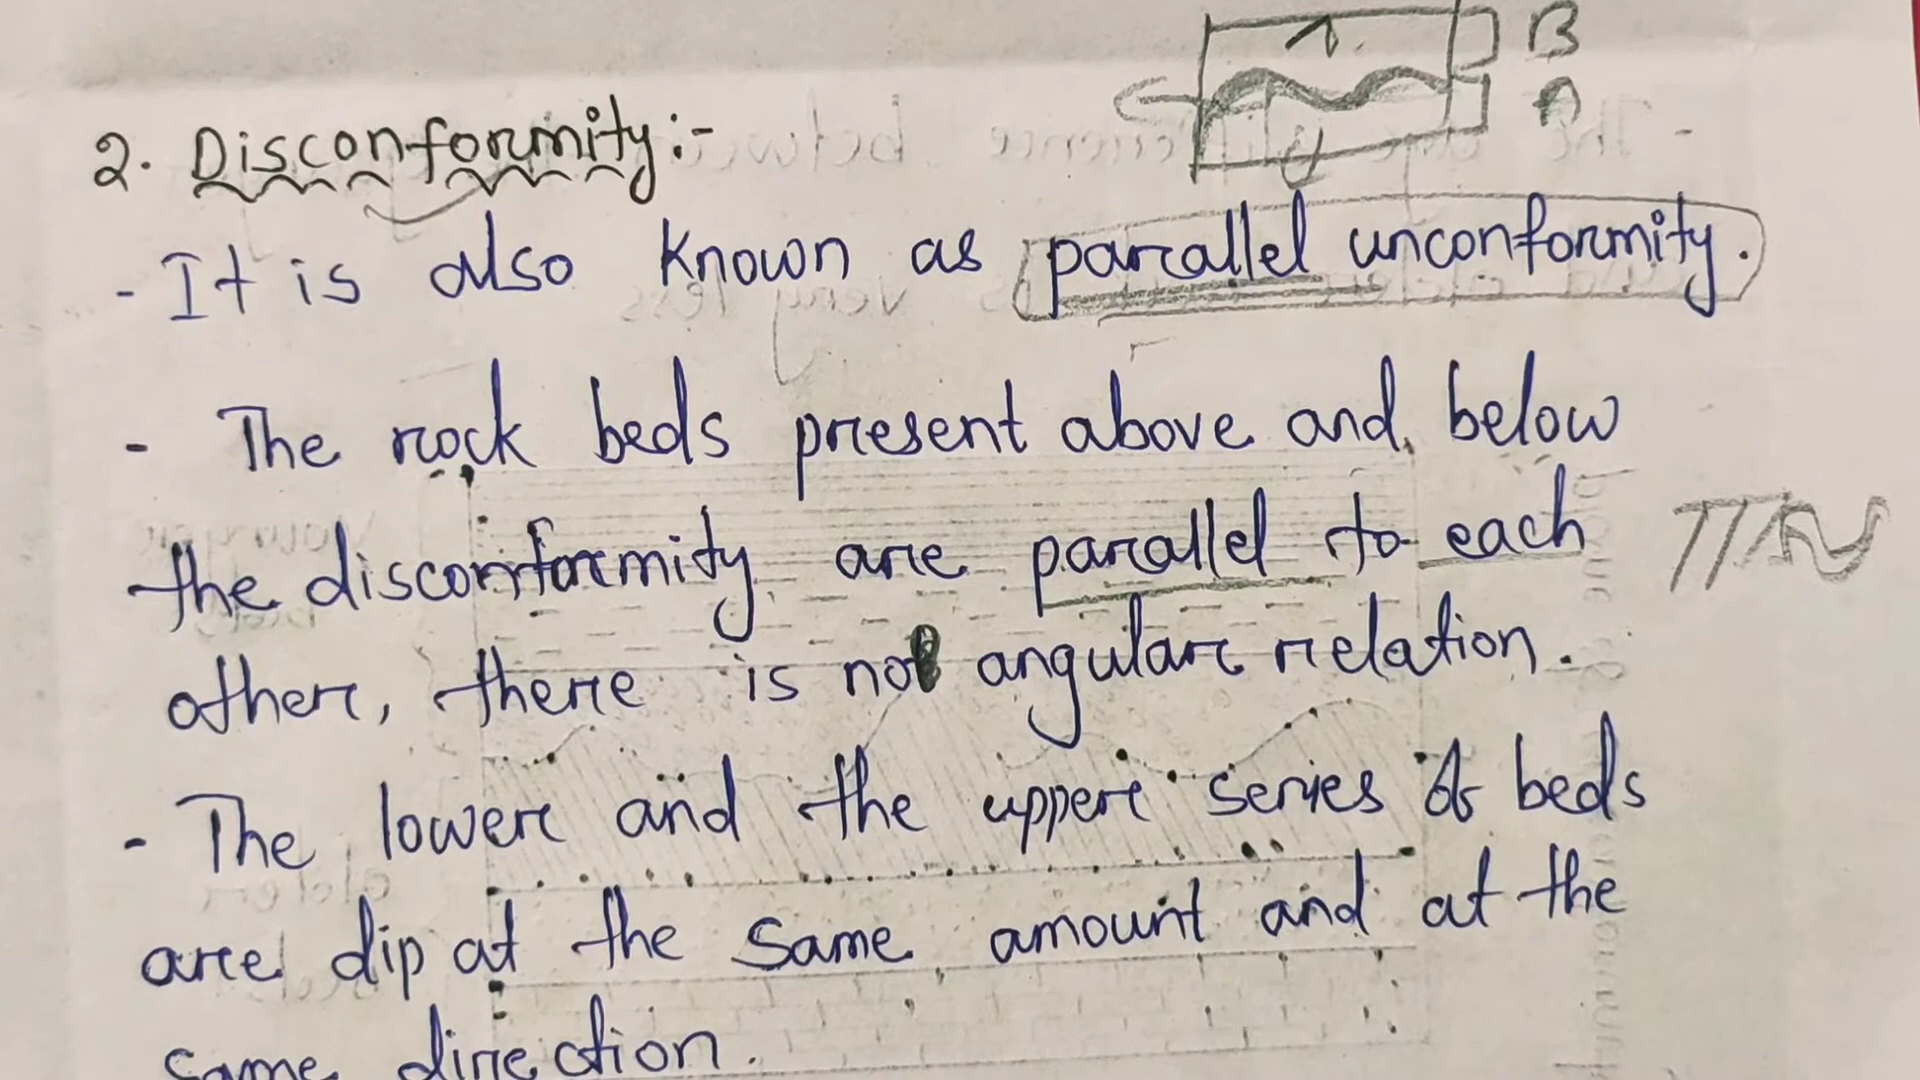 B
A
2. Disconformity:-
- It is also known as parallel unconformity.
- The rock beds present above and below
the disconformity are parallel to each
other, there is no angular relation.
- The lower and the upper series of beds
are dip at the same amount and at the
same direction.